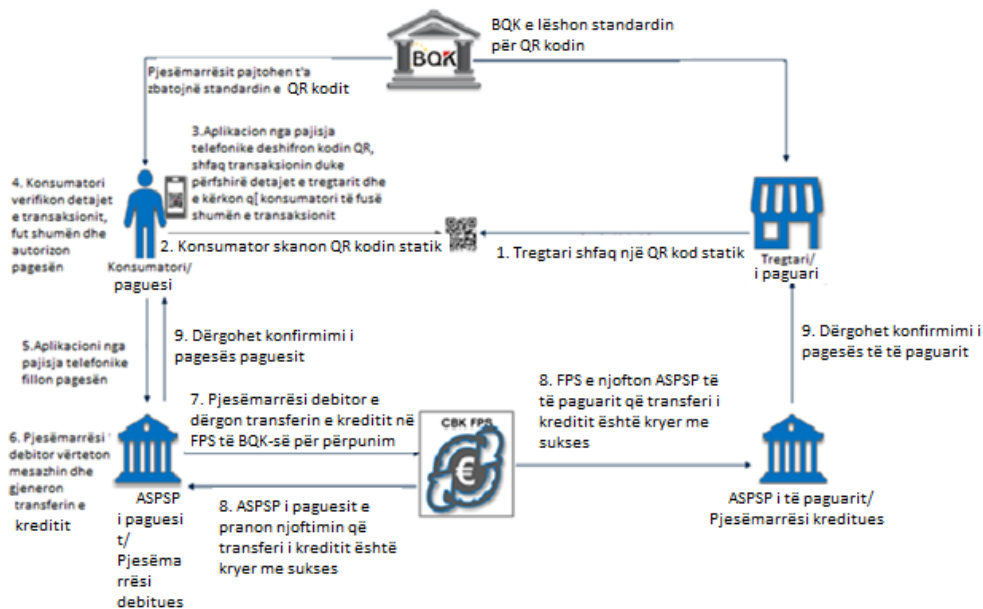 BQK e lëshon standardin
për QR kodin
BQK
Pjesëmarrësit pajtohen t'a
zbatojnë standardin e QR kodit
3.Aplikacion nga pajisja
telefonike deshifron kodin QR,
shfaq transaksionin duke
përfshirë detajet e tregtarit dhe
e kërkon q[ konsumatori të fusë
shumën e transaksionit
4. Konsumatori
verifikon detajet
e transaksionit,
fut shumën dhe
autorizon
pagesën
2. Konsumator skanon QR kodin statik
1. Tregtari shfaq një QR kod statik
Konsumatori/
paguesi
Tregtari/
i paguari
5.Aplikacioni nga
pajisja telefonike
fillon pagesën
9. Dërgohet konfirmimi i
pagesës paguesit
9. Dërgohet konfirmimi i
pagesës të të paguarit
7. Pjesëmarrësi debitor e
dërgon transferin e kreditit në
FPS të BQK-së për përpunim
8. FPS e njofton ASPSP të
të paguarit që transferi i
kreditit është kryer me
sukses
CBK FPS
€
6. Pjesëmarrësi
debitor vërteton
mesazhin dhe
gjeneron
transferin e
kreditit
ASPSP
i paguesi
t/
Pjesëma
rrësi
debitues
8. ASPSP i paguesit e
pranon njoftimin që
transferi i kreditit është
kryer me sukses
ASPSP i të paguarit/
Pjesëmarrësi kreditues